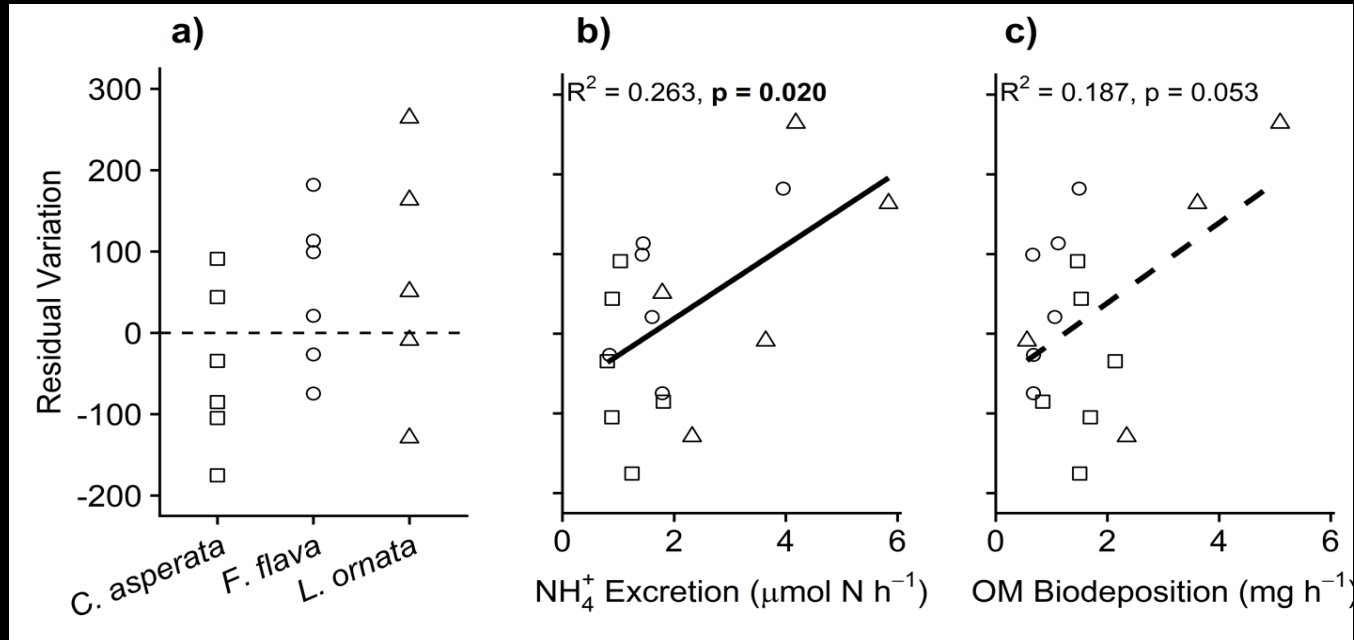 a)
b)
c)
R² = 0.263, p = 0.020
R² = 0.187, p = 0.053
300
200
100
0
-100
-200
Residual Variation
C. asperata
F. flava
L. ornata
0 2 4 6
NH₄⁺ Excretion (μmol N h⁻¹)
0 2 4 6
OM Biodeposition (mg h⁻¹)